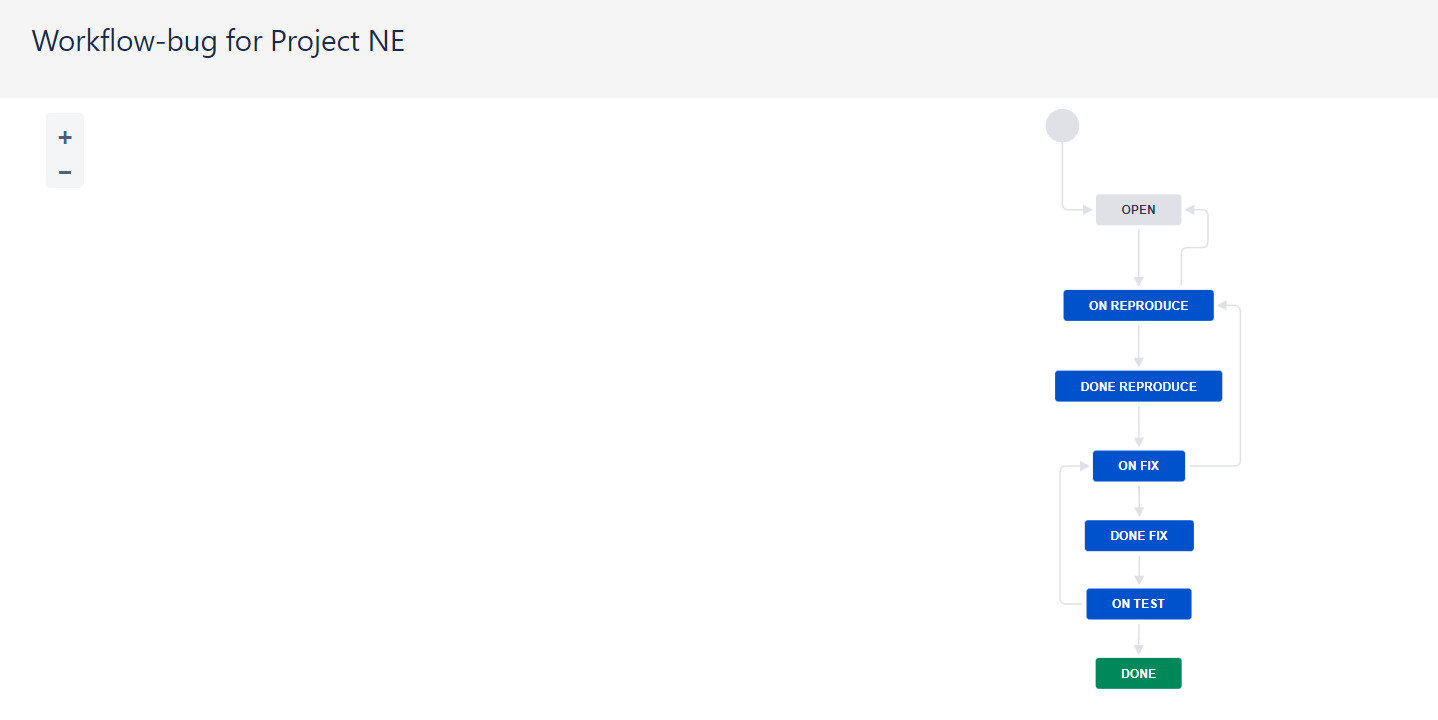 Workflow-bug for Project NE
+
−
OPEN
ON REPRODUCE
DONE REPRODUCE
ON FIX
DONE FIX
ON TEST
DONE